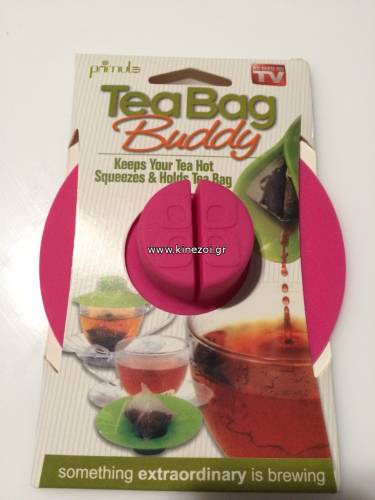 primula
AS SEEN ON
TV
Tea Bag
Buddy
Keeps Your Tea Hot
Squeezes & Holds Tea Bag
www.kinezoi.gr
something extraordinary is brewing